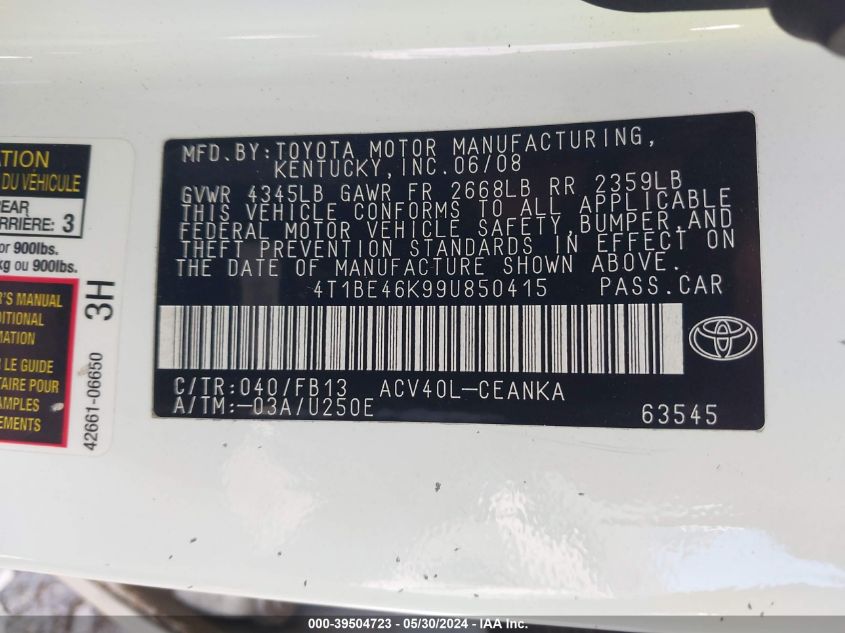 MFD.BY:TOYOTA MOTOR MANUFACTURING,
KENTUCKY,INC.06/08
GVWR 4345LB GAWR FR 2668LB RR 2359LB
THIS VEHICLE CONFORMS TO ALL APPLICABLE
FEDERAL MOTOR VEHICLE SAFETY,BUMPER,AND
THEFT PREVENTION STANDARDS IN EFFECT ON
THE DATE OF MANUFACTURE SHOWN ABOVE.
4T1BE46K99U850415 PASS.CAR
C/TR:040/FB13 ACV40L-CEANKA
A/TM:-03A/U250E 63545
ATION
DU VÉHICULE
REAR
ARRIÈRE: 3
or 900lbs.
kg ou 900lbs.
R'S MANUAL
DITIONAL
MATION
LE GUIDE
TAIRE POUR
AMPLES
EMENTS
3H
42661-06650
000-39504723 - 05/30/2024 - IAA Inc.